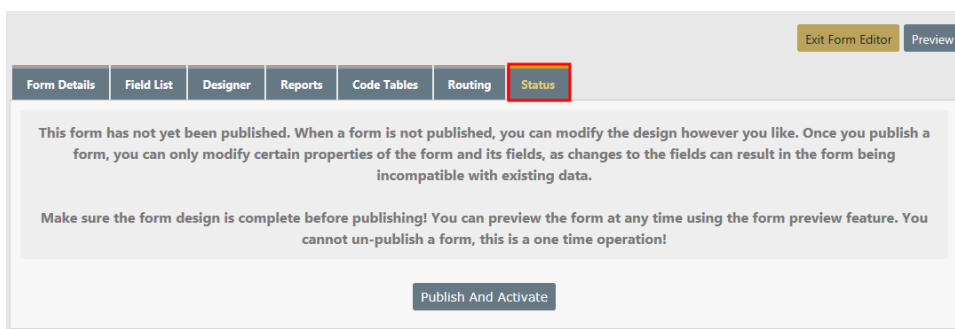 Exit Form Editor Preview
Form Details Field List Designer Reports Code Tables Routing Status
This form has not yet been published. When a form is not published, you can modify the design however you like. Once you publish a
form, you can only modify certain properties of the form and its fields, as changes to the fields can result in the form being
incompatible with existing data.
Make sure the form design is complete before publishing! You can preview the form at any time using the form preview feature. You
cannot un-publish a form, this is a one time operation!
Publish And Activate